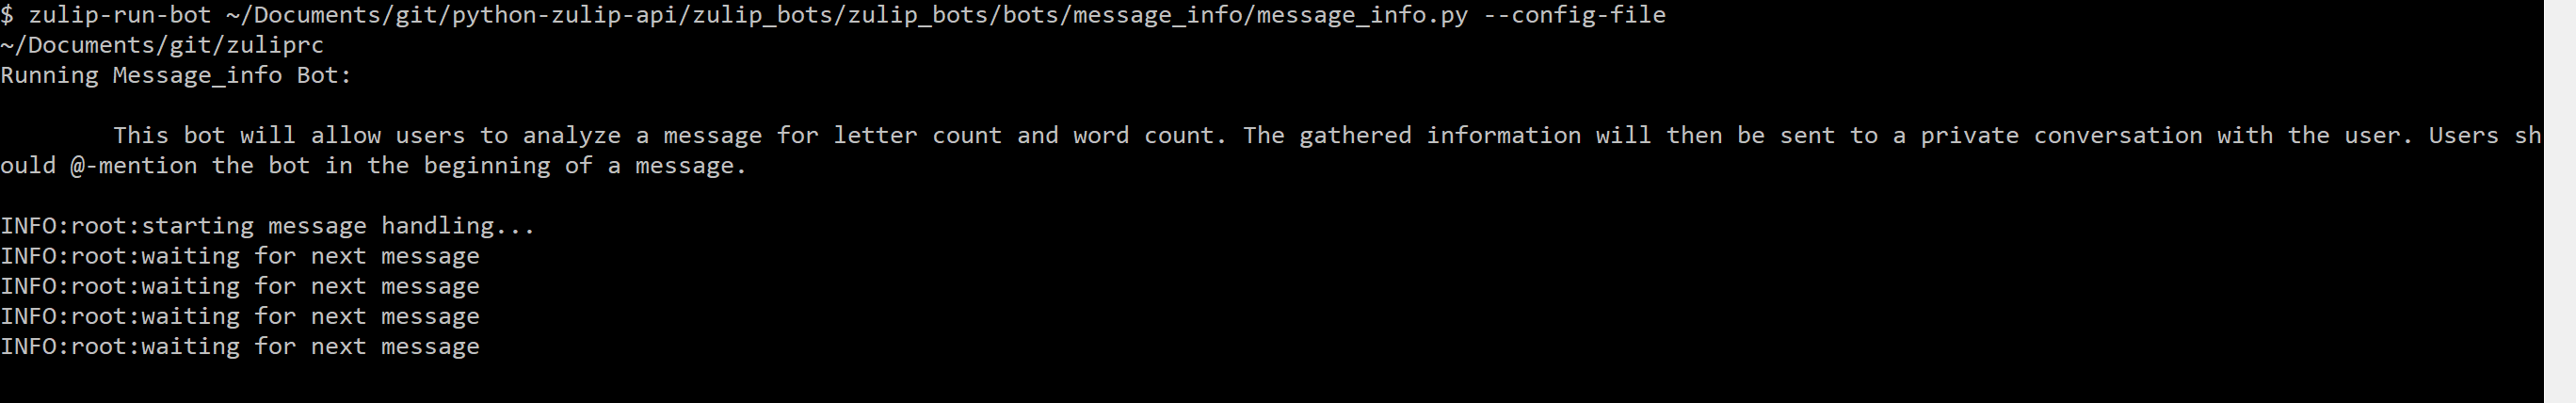 $ zulip-run-bot ~/Documents/git/python-zulip-api/zulip_bots/zulip_bots/bots/message_info/message_info.py --config-file
~/Documents/git/zuliprc
Running Message_info Bot:
This bot will allow users to analyze a message for letter count and word count. The gathered information will then be sent to a private conversation with the user. Users sh
ould @-mention the bot in the beginning of a message.
INFO:root:starting message handling...
INFO:root:waiting for next message
INFO:root:waiting for next message
INFO:root:waiting for next message
INFO:root:waiting for next message